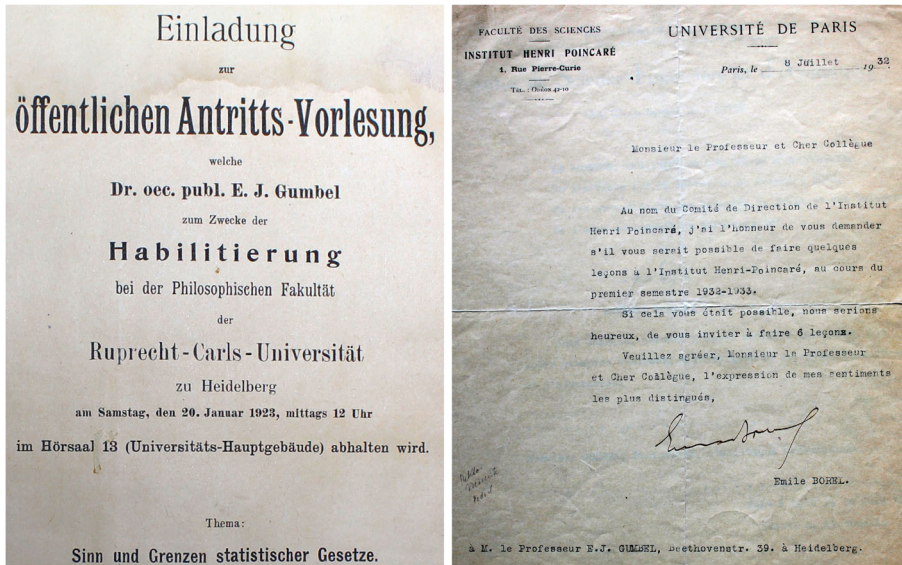 Einladung
zur
öffentlichen Antritts-Vorlesung,
welche
Dr. oec. publ. E. J. Gumbel
zum Zwecke der
Habilitierung
bei der Philosophischen Fakultät
der
Ruprecht-Carls-Universität
zu Heidelberg
am Samstag, den 20. Januar 1923, mittags 12 Uhr
im Hörsaal 13 (Universitäts-Hauptgebäude) abhalten wird.
Thema:
Sinn und Grenzen statistischer Gesetze.
FACULTÉ DES SCIENCES
INSTITUT HENRI POINCARÉ
1, Rue Pierre-Curie
TÉL. : Odéon 42-10
UNIVERSITÉ DE PARIS
Paris, le 8 Juillet 1932
Monsieur le Professeur et Cher Collègue
Au nom du Comité de Direction de l'Institut
Henri Poincaré, j'ai l'honneur de vous demander
s'il vous serait possible de faire quelques
leçons à l'Institut Henri-Poincaré, au cours du
premier semestre 1932-1933.
Si cela vous était possible, nous serions
heureux, de vous inviter à faire 6 leçons.
Veuillez agréer, Monsieur le Professeur
et Cher Collègue, l'expression de mes sentiments
les plus distingués,
Emile BOREL.
à M. le Professeur E.J. GUMBEL, Beethovenstr. 39. à Heidelberg.